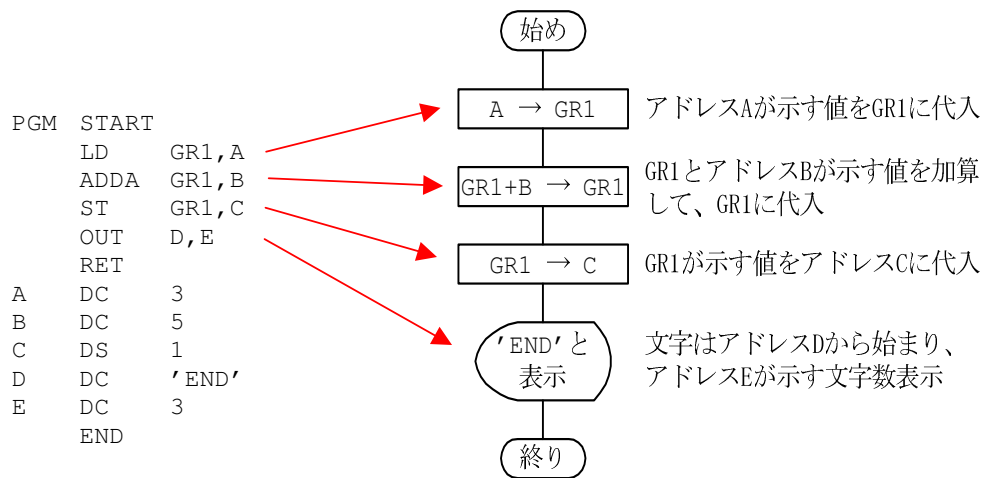 PGM START
LD GR1,A
ADDA GR1,B
ST GR1,C
OUT D,E
RET
A DC 3
B DC 5
C DS 1
D DC 'END'
E DC 3
END
始め
A → GR1
アドレスAが示す値をGR1に代入
GR1+B → GR1
GR1とアドレスBが示す値を加算
して、GR1に代入
GR1 → C
GR1が示す値をアドレスCに代入
'END'と
表示
文字はアドレスDから始まり、
アドレスEが示す文字数表示
終り